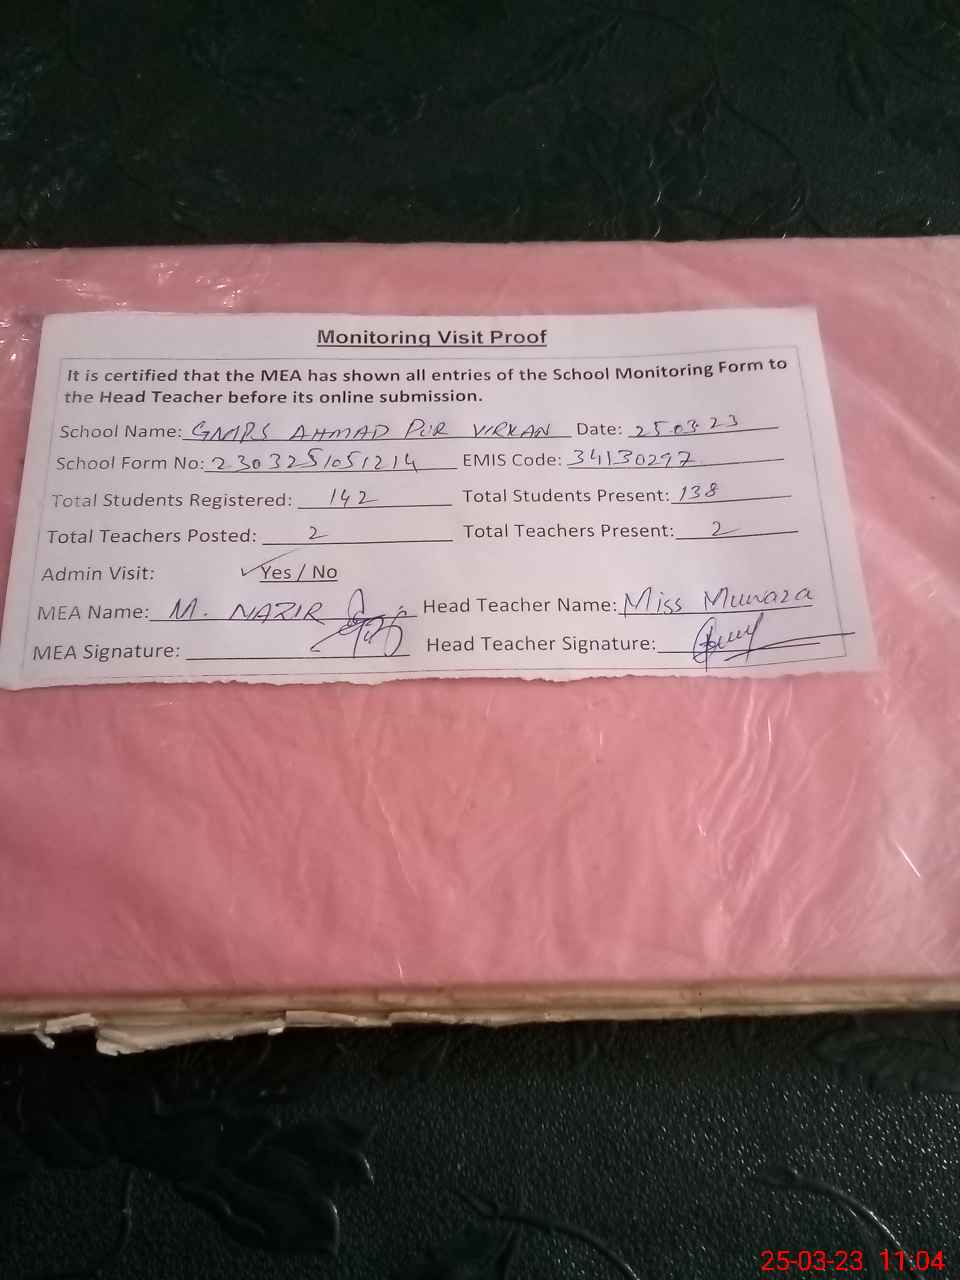 Monitoring Visit Proof
It is certified that the MEA has shown all entries of the School Monitoring Form to
the Head Teacher before its online submission.
School Name: GMPS AHMAD PUR VIRKAN Date: 25.03.23
School Form No: 2303251051214 EMIS Code: 34130297
Total Students Registered: 142 Total Students Present: 138
Total Teachers Posted: 2 Total Teachers Present: 2
Admin Visit: ✓Yes / No
MEA Name: M. NAZIR Head Teacher Name: Miss Munaza
MEA Signature: Head Teacher Signature:
25-03-23 11:04